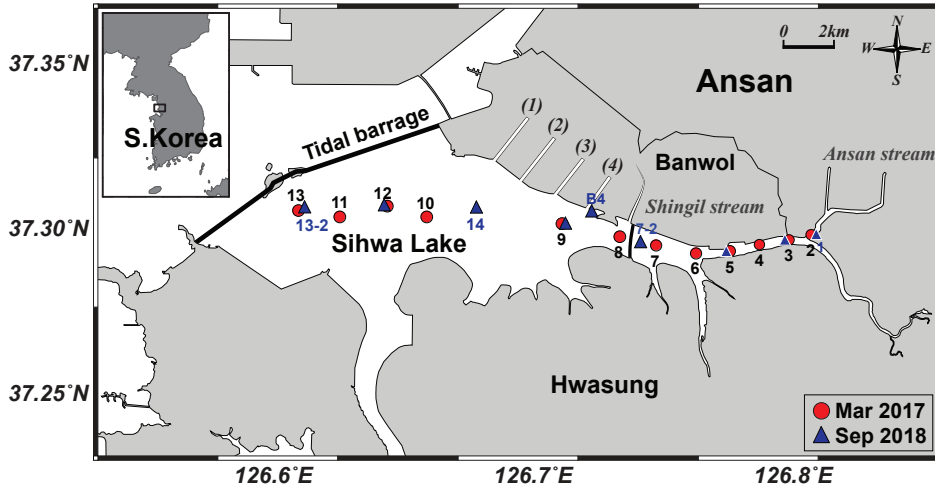 37.35°N
37.30°N
37.25°N
126.6°E
126.7°E
126.8°E
S.Korea
Tidal barrage
Sihwa Lake
Ansan
Banwol
Hwasung
Ansan stream
Shingil stream
0 2km
N
W E
S
(1)
(2)
(3)
(4)
13
13-2
11
12
10
14
9
B4
8
7-2
7
6
5
4
3
2
1
Mar 2017
Sep 2018